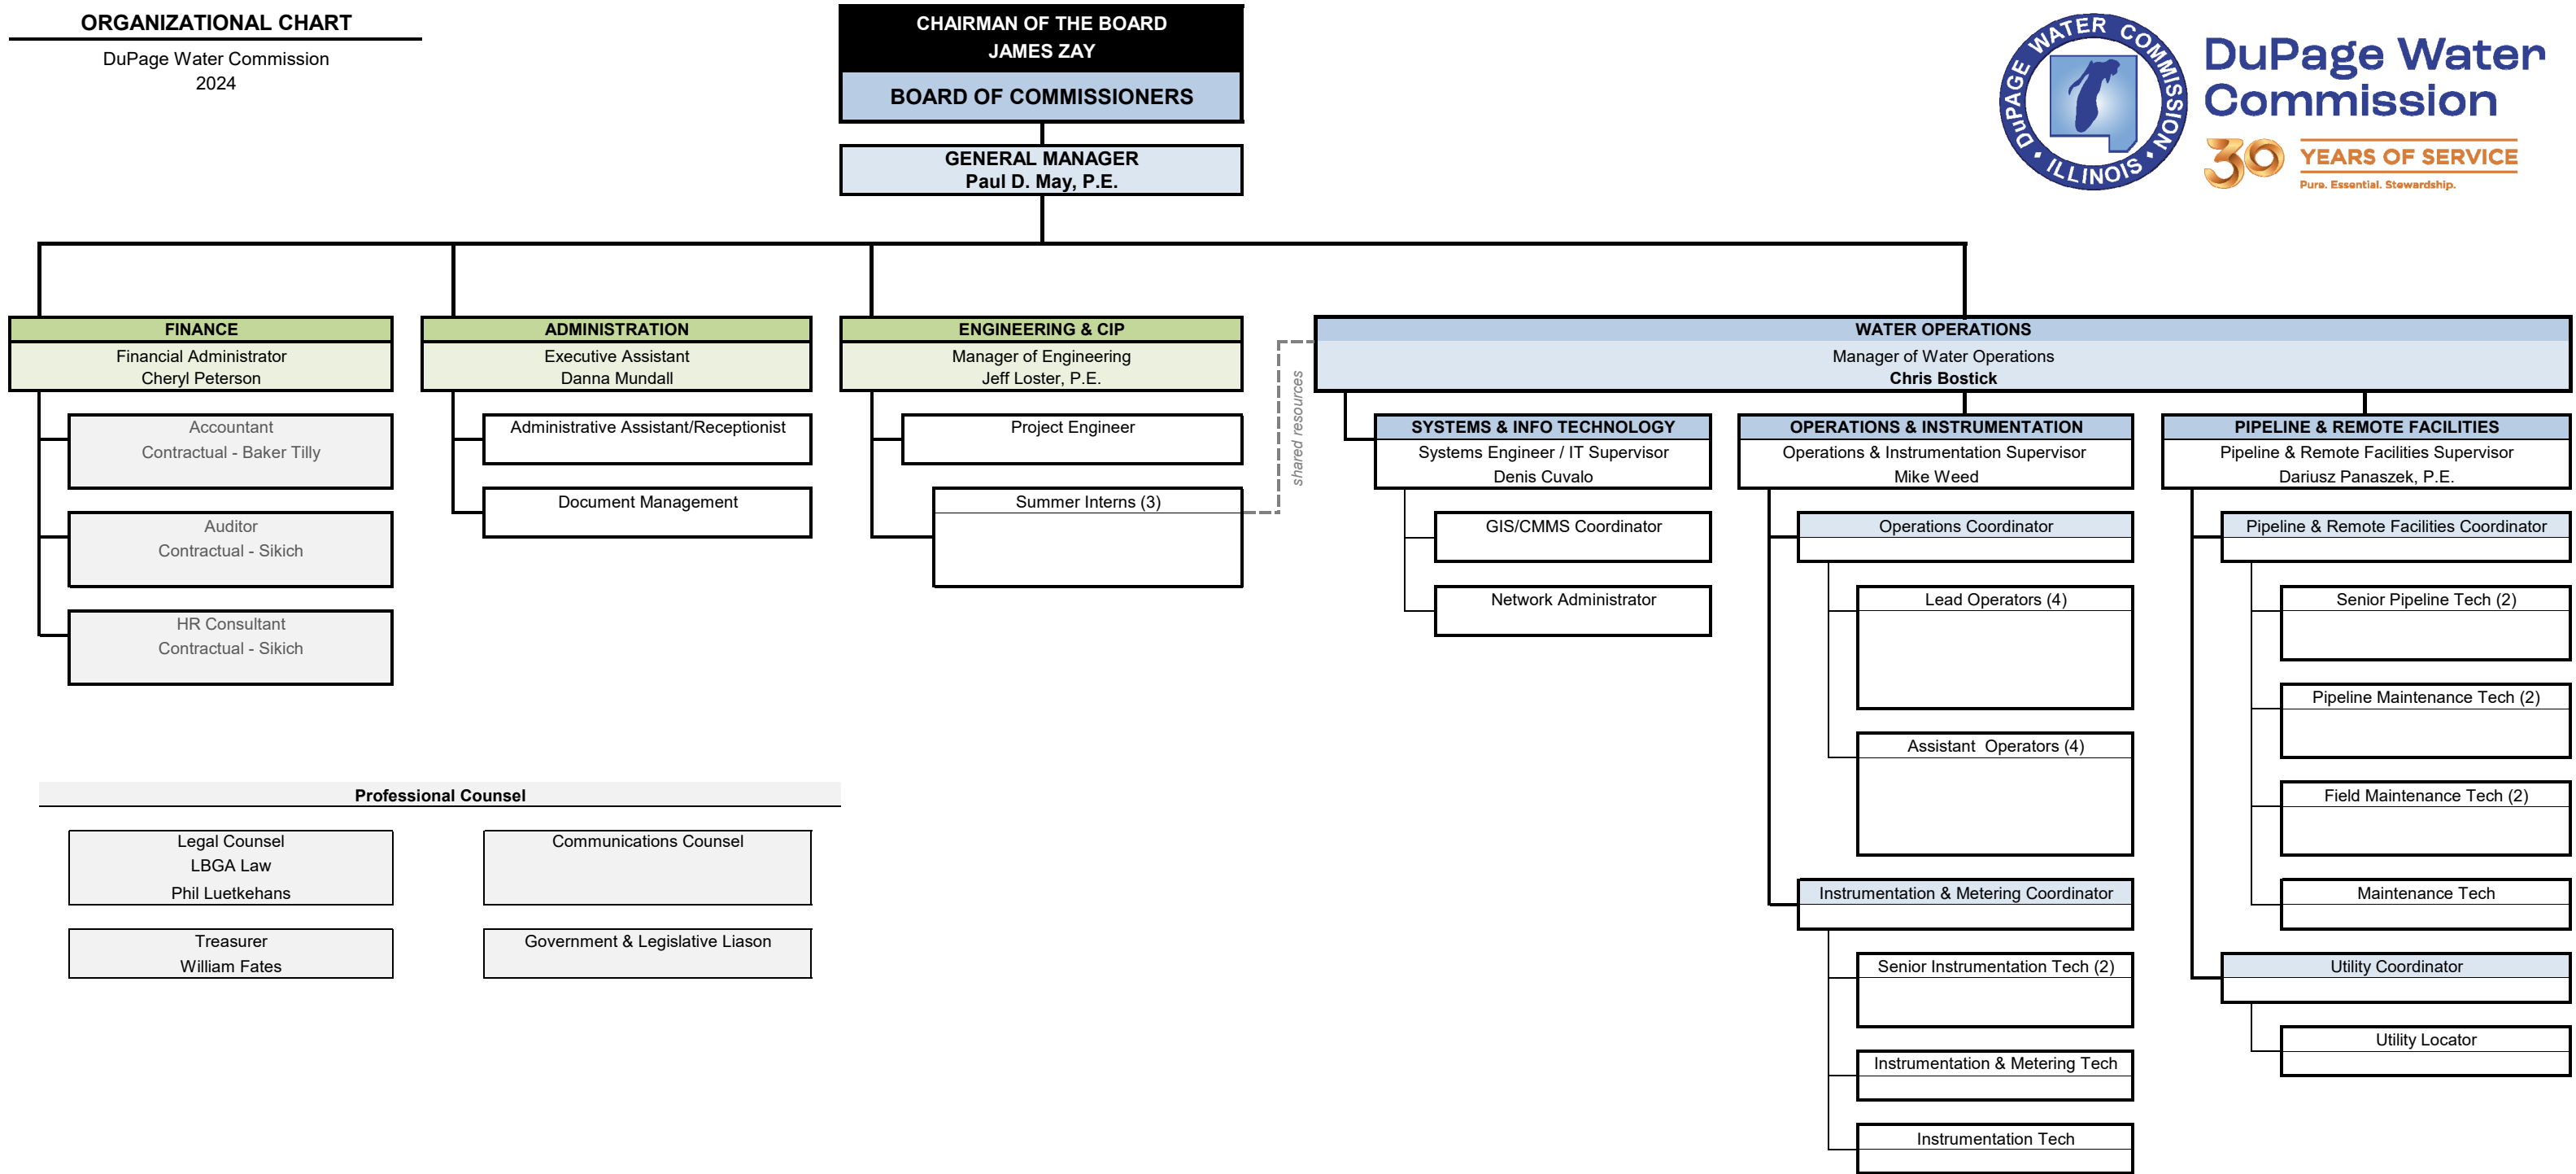 ORGANIZATIONAL CHART
DuPage Water Commission
2024
CHAIRMAN OF THE BOARD
JAMES ZAY
BOARD OF COMMISSIONERS
GENERAL MANAGER
Paul D. May, P.E.
DuPAGE WATER COMMISSION
• ILLINOIS •
DuPage Water
Commission
30 YEARS OF SERVICE
Pure. Essential. Stewardship.
FINANCE
Financial Administrator
Cheryl Peterson
Accountant
Contractual - Baker Tilly
Auditor
Contractual - Sikich
HR Consultant
Contractual - Sikich
ADMINISTRATION
Executive Assistant
Danna Mundall
Administrative Assistant/Receptionist
Document Management
ENGINEERING & CIP
Manager of Engineering
Jeff Loster, P.E.
Project Engineer
Summer Interns (3)
shared resources
WATER OPERATIONS
Manager of Water Operations
Chris Bostick
SYSTEMS & INFO TECHNOLOGY
Systems Engineer / IT Supervisor
Denis Cuvalo
GIS/CMMS Coordinator
Network Administrator
OPERATIONS & INSTRUMENTATION
Operations & Instrumentation Supervisor
Mike Weed
Operations Coordinator
Lead Operators (4)
Assistant  Operators (4)
Instrumentation & Metering Coordinator
Senior Instrumentation Tech (2)
Instrumentation & Metering Tech
Instrumentation Tech
PIPELINE & REMOTE FACILITIES
Pipeline & Remote Facilities Supervisor
Dariusz Panaszek, P.E.
Pipeline & Remote Facilities Coordinator
Senior Pipeline Tech (2)
Pipeline Maintenance Tech (2)
Field Maintenance Tech (2)
Maintenance Tech
Utility Coordinator
Utility Locator
Professional Counsel
Legal Counsel
LBGA Law
Phil Luetkehans
Communications Counsel
Treasurer
William Fates
Government & Legislative Liason